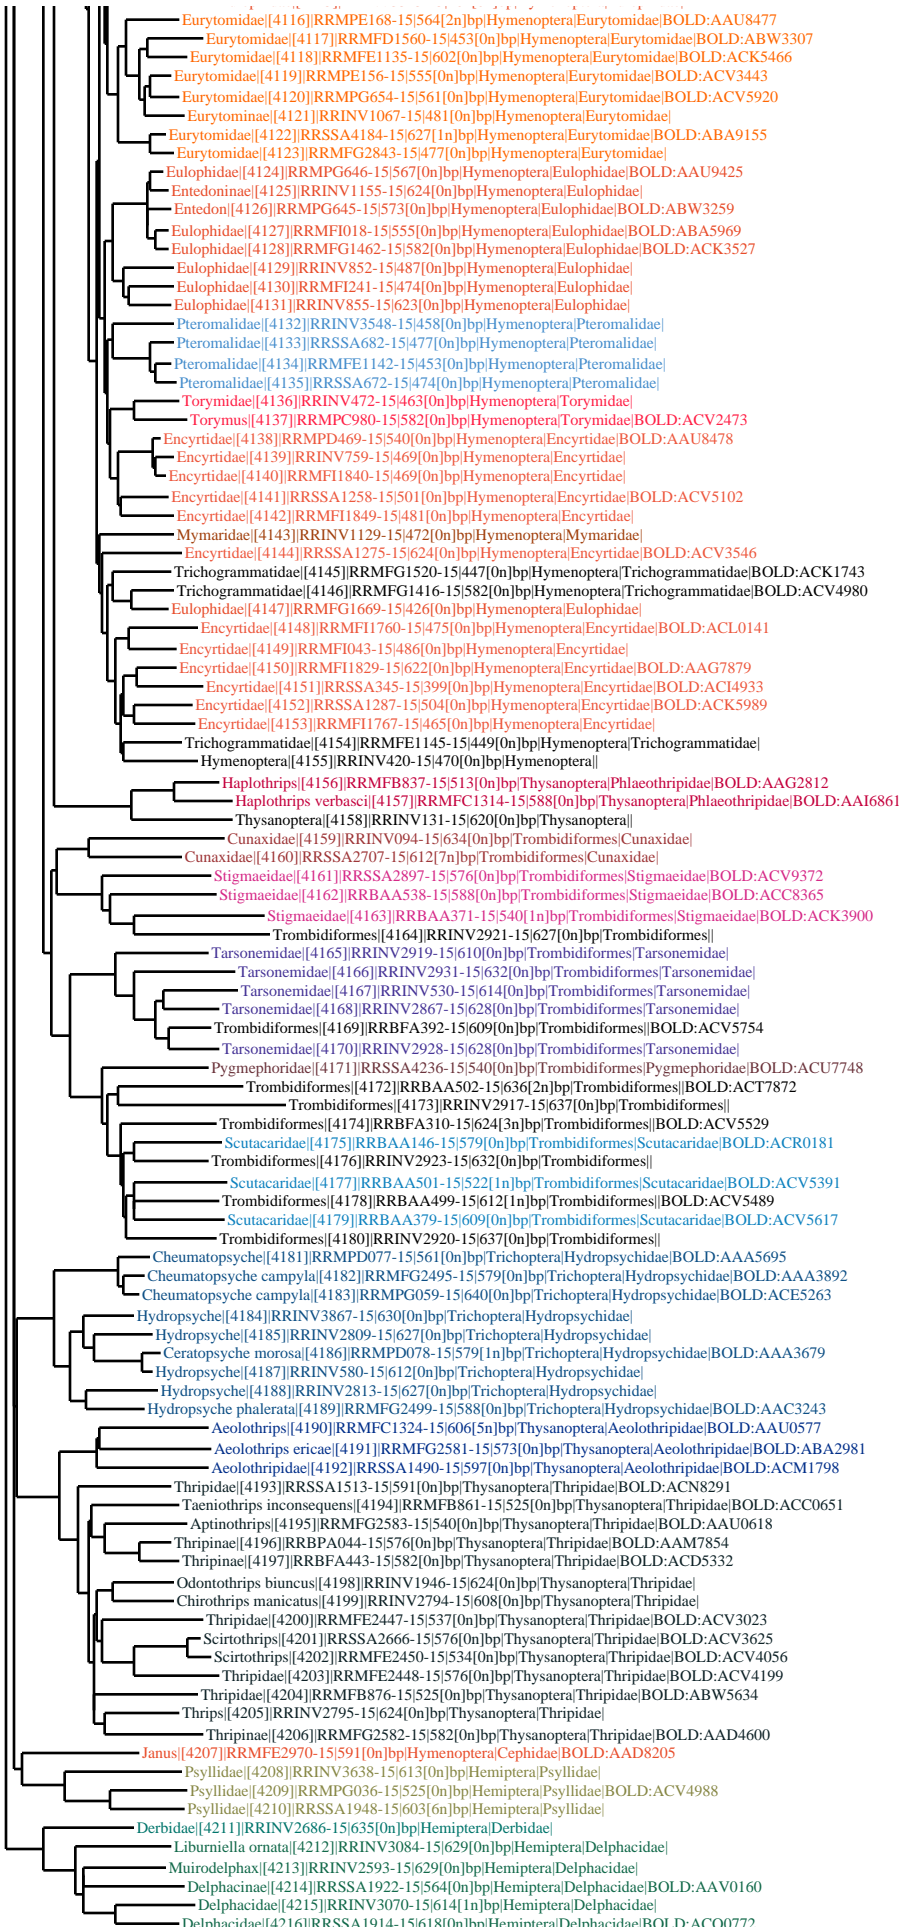 Eurytomidae|[4116]|RRMPE168-15|564[2n]bp|Hymenoptera|Eurytomidae|BOLD:AAU8477
Eurytomidae|[4117]|RRMFD1560-15|453[0n]bp|Hymenoptera|Eurytomidae|BOLD:ABW3307
Eurytomidae|[4118]|RRMFE1135-15|602[0n]bp|Hymenoptera|Eurytomidae|BOLD:ACK5466
Eurytomidae|[4119]|RRMPE156-15|555[0n]bp|Hymenoptera|Eurytomidae|BOLD:ACV3443
Eurytomidae|[4120]|RRMPG654-15|561[0n]bp|Hymenoptera|Eurytomidae|BOLD:ACV5920
Eurytominae|[4121]|RRINV1067-15|481[0n]bp|Hymenoptera|Eurytomidae|
Eurytomidae|[4122]|RRSSA4184-15|627[1n]bp|Hymenoptera|Eurytomidae|BOLD:ABA9155
Eurytomidae|[4123]|RRMFG2843-15|477[0n]bp|Hymenoptera|Eurytomidae|
Eulophidae|[4124]|RRMPG646-15|567[0n]bp|Hymenoptera|Eulophidae|BOLD:AAU9425
Entedoninae|[4125]|RRINV1155-15|624[0n]bp|Hymenoptera|Eulophidae|
Entedon|[4126]|RRMPG645-15|573[0n]bp|Hymenoptera|Eulophidae|BOLD:ABW3259
Eulophidae|[4127]|RRMFI018-15|555[0n]bp|Hymenoptera|Eulophidae|BOLD:ABA5969
Eulophidae|[4128]|RRMFG1462-15|582[0n]bp|Hymenoptera|Eulophidae|BOLD:ACK3527
Eulophidae|[4129]|RRINV852-15|487[0n]bp|Hymenoptera|Eulophidae|
Eulophidae|[4130]|RRMFI241-15|474[0n]bp|Hymenoptera|Eulophidae|
Eulophidae|[4131]|RRINV855-15|623[0n]bp|Hymenoptera|Eulophidae|
Pteromalidae|[4132]|RRINV3548-15|458[0n]bp|Hymenoptera|Pteromalidae|
Pteromalidae|[4133]|RRSSA682-15|477[0n]bp|Hymenoptera|Pteromalidae|
Pteromalidae|[4134]|RRMFE1142-15|453[0n]bp|Hymenoptera|Pteromalidae|
Pteromalidae|[4135]|RRSSA672-15|474[0n]bp|Hymenoptera|Pteromalidae|
Torymidae|[4136]|RRINV472-15|463[0n]bp|Hymenoptera|Torymidae|
Torymus|[4137]|RRMPC980-15|582[0n]bp|Hymenoptera|Torymidae|BOLD:ACV2473
Encyrtidae|[4138]|RRMPD469-15|540[0n]bp|Hymenoptera|Encyrtidae|BOLD:AAU8478
Encyrtidae|[4139]|RRINV759-15|469[0n]bp|Hymenoptera|Encyrtidae|
Encyrtidae|[4140]|RRMFI1840-15|469[0n]bp|Hymenoptera|Encyrtidae|
Encyrtidae|[4141]|RRSSA1258-15|501[0n]bp|Hymenoptera|Encyrtidae|BOLD:ACV5102
Encyrtidae|[4142]|RRMFI1849-15|481[0n]bp|Hymenoptera|Encyrtidae|
Mymaridae|[4143]|RRINV1129-15|472[0n]bp|Hymenoptera|Mymaridae|
Encyrtidae|[4144]|RRSSA1275-15|624[0n]bp|Hymenoptera|Encyrtidae|BOLD:ACV3546
Trichogrammatidae|[4145]|RRMFG1520-15|447[0n]bp|Hymenoptera|Trichogrammatidae|BOLD:ACK1743
Trichogrammatidae|[4146]|RRMFG1416-15|582[0n]bp|Hymenoptera|Trichogrammatidae|BOLD:ACV4980
Eulophidae|[4147]|RRMFG1669-15|426[0n]bp|Hymenoptera|Eulophidae|
Encyrtidae|[4148]|RRMFI1760-15|475[0n]bp|Hymenoptera|Encyrtidae|BOLD:ACL0141
Encyrtidae|[4149]|RRMFI043-15|486[0n]bp|Hymenoptera|Encyrtidae|
Encyrtidae|[4150]|RRMFI1829-15|622[0n]bp|Hymenoptera|Encyrtidae|BOLD:AAG7879
Encyrtidae|[4151]|RRSSA345-15|399[0n]bp|Hymenoptera|Encyrtidae|BOLD:ACI4933
Encyrtidae|[4152]|RRSSA1287-15|504[0n]bp|Hymenoptera|Encyrtidae|BOLD:ACK5989
Encyrtidae|[4153]|RRMFI1767-15|465[0n]bp|Hymenoptera|Encyrtidae|
Trichogrammatidae|[4154]|RRMFE1145-15|449[0n]bp|Hymenoptera|Trichogrammatidae|
Hymenoptera|[4155]|RRINV420-15|470[0n]bp|Hymenoptera||
Haplothrips|[4156]|RRMFB837-15|513[0n]bp|Thysanoptera|Phlaeothripidae|BOLD:AAG2812
Haplothrips verbasci|[4157]|RRMFC1314-15|588[0n]bp|Thysanoptera|Phlaeothripidae|BOLD:AAI6861
Thysanoptera|[4158]|RRINV131-15|620[0n]bp|Thysanoptera||
Cunaxidae|[4159]|RRINV094-15|634[0n]bp|Trombidiformes|Cunaxidae|
Cunaxidae|[4160]|RRSSA2707-15|612[7n]bp|Trombidiformes|Cunaxidae|
Stigmaeidae|[4161]|RRSSA2897-15|576[0n]bp|Trombidiformes|Stigmaeidae|BOLD:ACV9372
Stigmaeidae|[4162]|RRBAA538-15|588[0n]bp|Trombidiformes|Stigmaeidae|BOLD:ACC8365
Stigmaeidae|[4163]|RRBAA371-15|540[1n]bp|Trombidiformes|Stigmaeidae|BOLD:ACK3900
Trombidiformes|[4164]|RRINV2921-15|627[0n]bp|Trombidiformes||
Tarsonemidae|[4165]|RRINV2919-15|610[0n]bp|Trombidiformes|Tarsonemidae|
Tarsonemidae|[4166]|RRINV2931-15|632[0n]bp|Trombidiformes|Tarsonemidae|
Tarsonemidae|[4167]|RRINV530-15|614[0n]bp|Trombidiformes|Tarsonemidae|
Tarsonemidae|[4168]|RRINV2867-15|628[0n]bp|Trombidiformes|Tarsonemidae|
Trombidiformes|[4169]|RRBFA392-15|609[0n]bp|Trombidiformes||BOLD:ACV5754
Tarsonemidae|[4170]|RRINV2928-15|628[0n]bp|Trombidiformes|Tarsonemidae|
Pygmephoridae|[4171]|RRSSA4236-15|540[0n]bp|Trombidiformes|Pygmephoridae|BOLD:ACU7748
Trombidiformes|[4172]|RRBAA502-15|636[2n]bp|Trombidiformes||BOLD:ACT7872
Trombidiformes|[4173]|RRINV2917-15|637[0n]bp|Trombidiformes||
Trombidiformes|[4174]|RRBFA310-15|624[3n]bp|Trombidiformes||BOLD:ACV5529
Scutacaridae|[4175]|RRBAA146-15|579[0n]bp|Trombidiformes|Scutacaridae|BOLD:ACR0181
Trombidiformes|[4176]|RRINV2923-15|632[0n]bp|Trombidiformes||
Scutacaridae|[4177]|RRBAA501-15|522[1n]bp|Trombidiformes|Scutacaridae|BOLD:ACV5391
Trombidiformes|[4178]|RRBAA499-15|612[1n]bp|Trombidiformes||BOLD:ACV5489
Scutacaridae|[4179]|RRBAA379-15|609[0n]bp|Trombidiformes|Scutacaridae|BOLD:ACV5617
Trombidiformes|[4180]|RRINV2920-15|637[0n]bp|Trombidiformes||
Cheumatopsyche|[4181]|RRMPD077-15|561[0n]bp|Trichoptera|Hydropsychidae|BOLD:AAA5695
Cheumatopsyche campyla|[4182]|RRMFG2495-15|579[0n]bp|Trichoptera|Hydropsychidae|BOLD:AAA3892
Cheumatopsyche campyla|[4183]|RRMPG059-15|640[0n]bp|Trichoptera|Hydropsychidae|BOLD:ACE5263
Hydropsyche|[4184]|RRINV3867-15|630[0n]bp|Trichoptera|Hydropsychidae|
Hydropsyche|[4185]|RRINV2809-15|627[0n]bp|Trichoptera|Hydropsychidae|
Ceratopsyche morosa|[4186]|RRMPD078-15|579[1n]bp|Trichoptera|Hydropsychidae|BOLD:AAA3679
Hydropsyche|[4187]|RRINV580-15|612[0n]bp|Trichoptera|Hydropsychidae|
Hydropsyche|[4188]|RRINV2813-15|627[0n]bp|Trichoptera|Hydropsychidae|
Hydropsyche phalerata|[4189]|RRMFG2499-15|588[0n]bp|Trichoptera|Hydropsychidae|BOLD:AAC3243
Aeolothrips|[4190]|RRMFC1324-15|606[5n]bp|Thysanoptera|Aeolothripidae|BOLD:AAU0577
Aeolothrips ericae|[4191]|RRMFG2581-15|573[0n]bp|Thysanoptera|Aeolothripidae|BOLD:ABA2981
Aeolothripidae|[4192]|RRSSA1490-15|597[0n]bp|Thysanoptera|Aeolothripidae|BOLD:ACM1798
Thripidae|[4193]|RRSSA1513-15|591[0n]bp|Thysanoptera|Thripidae|BOLD:ACN8291
Taeniothrips inconsequens|[4194]|RRMFB861-15|525[0n]bp|Thysanoptera|Thripidae|BOLD:ACC0651
Aptinothrips|[4195]|RRMFG2583-15|540[0n]bp|Thysanoptera|Thripidae|BOLD:AAU0618
Thripinae|[4196]|RRBPA044-15|576[0n]bp|Thysanoptera|Thripidae|BOLD:AAM7854
Thripinae|[4197]|RRBFA443-15|582[0n]bp|Thysanoptera|Thripidae|BOLD:ACD5332
Odontothrips biuncus|[4198]|RRINV1946-15|624[0n]bp|Thysanoptera|Thripidae|
Chirothrips manicatus|[4199]|RRINV2794-15|608[0n]bp|Thysanoptera|Thripidae|
Thripidae|[4200]|RRMFE2447-15|537[0n]bp|Thysanoptera|Thripidae|BOLD:ACV3023
Scirtothrips|[4201]|RRSSA2666-15|576[0n]bp|Thysanoptera|Thripidae|BOLD:ACV3625
Scirtothrips|[4202]|RRMFE2450-15|534[0n]bp|Thysanoptera|Thripidae|BOLD:ACV4056
Thripidae|[4203]|RRMFE2448-15|576[0n]bp|Thysanoptera|Thripidae|BOLD:ACV4199
Thripidae|[4204]|RRMFB876-15|525[0n]bp|Thysanoptera|Thripidae|BOLD:ABW5634
Thrips|[4205]|RRINV2795-15|624[0n]bp|Thysanoptera|Thripidae|
Thripinae|[4206]|RRMFG2582-15|582[0n]bp|Thysanoptera|Thripidae|BOLD:AAD4600
Janus|[4207]|RRMFE2970-15|591[0n]bp|Hymenoptera|Cephidae|BOLD:AAD8205
Psyllidae|[4208]|RRINV3638-15|613[0n]bp|Hemiptera|Psyllidae|
Psyllidae|[4209]|RRMPG036-15|525[0n]bp|Hemiptera|Psyllidae|BOLD:ACV4988
Psyllidae|[4210]|RRSSA1948-15|603[6n]bp|Hemiptera|Psyllidae|
Derbidae|[4211]|RRINV2686-15|635[0n]bp|Hemiptera|Derbidae|
Liburniella ornata|[4212]|RRINV3084-15|629[0n]bp|Hemiptera|Delphacidae|
Muirodelphax|[4213]|RRINV2593-15|629[0n]bp|Hemiptera|Delphacidae|
Delphacinae|[4214]|RRSSA1922-15|564[0n]bp|Hemiptera|Delphacidae|BOLD:AAV0160
Delphacidae|[4215]|RRINV3070-15|614[1n]bp|Hemiptera|Delphacidae|
Delphacidae|[4216]|RRSSA1914-15|618[0n]bp|Hemiptera|Delphacidae|BOLD:ACQ0772